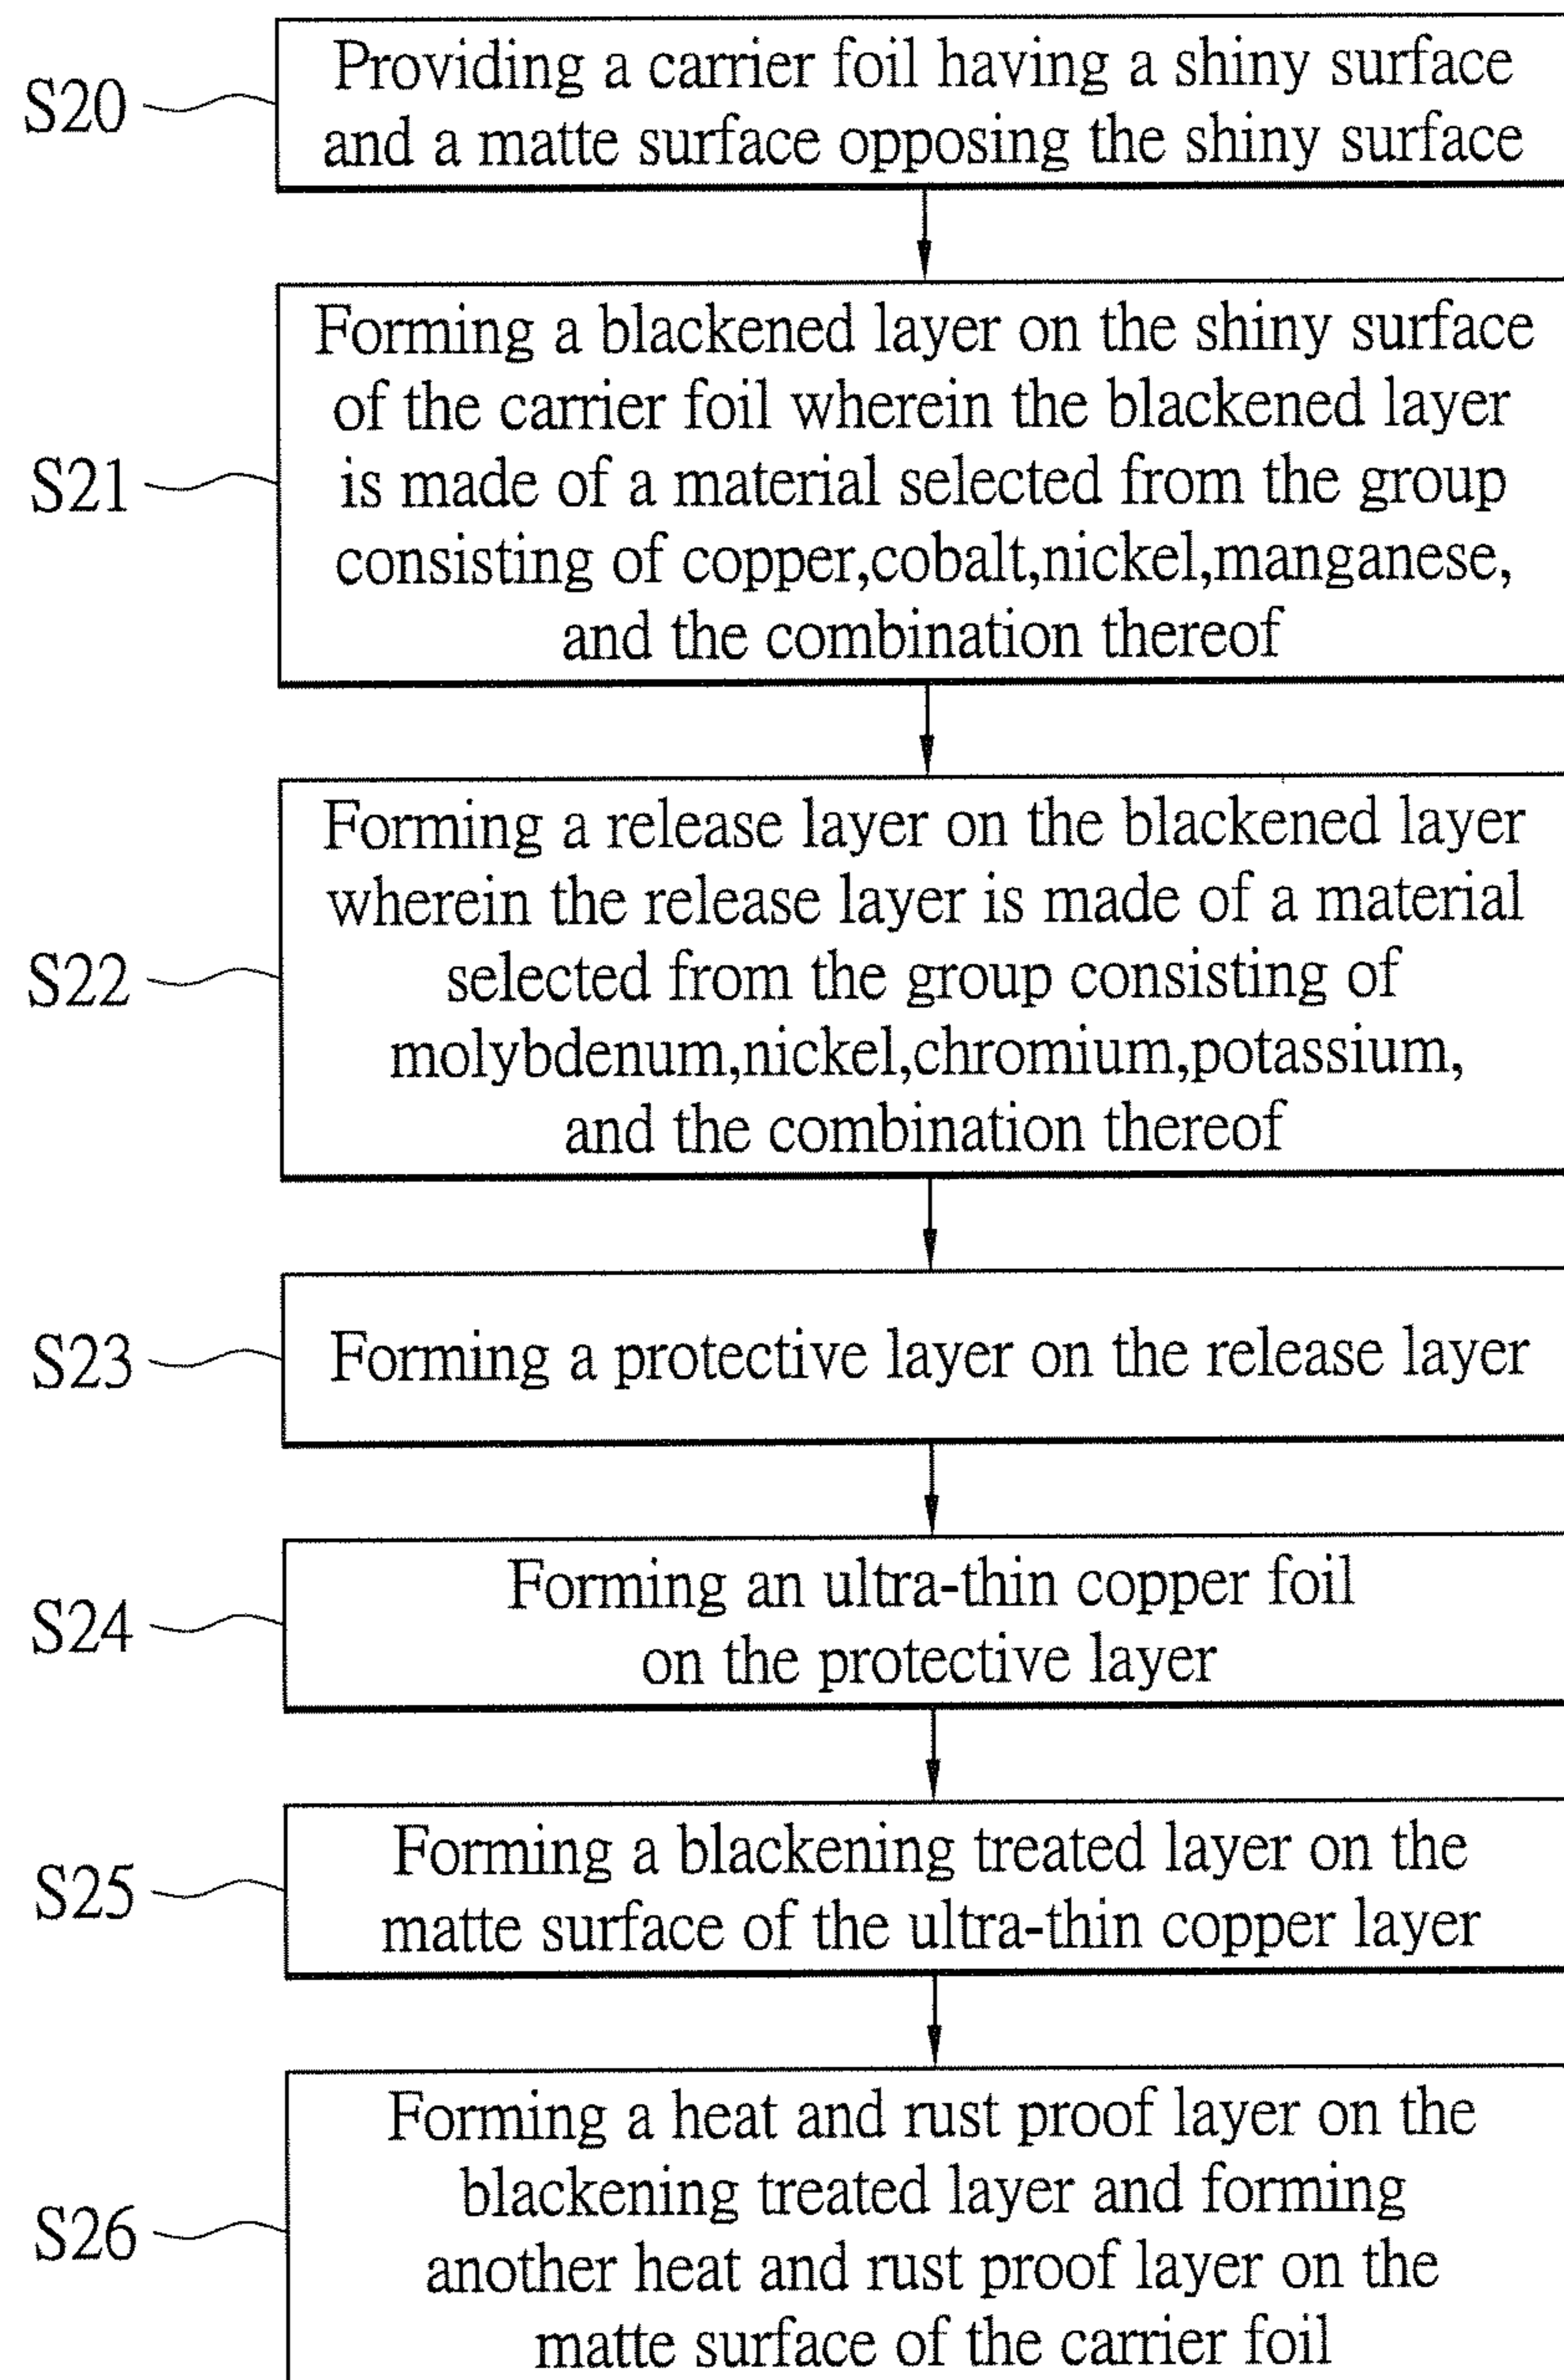 S20
Providing a carrier foil having a shiny surface
and a matte surface opposing the shiny surface
S21
Forming a blackened layer on the shiny surface
of the carrier foil wherein the blackened layer
is made of a material selected from the group
consisting of copper,cobalt,nickel,manganese,
and the combination thereof
S22
Forming a release layer on the blackened layer
wherein the release layer is made of a material
selected from the group consisting of
molybdenum,nickel,chromium,potassium,
and the combination thereof
S23
Forming a protective layer on the release layer
S24
Forming an ultra-thin copper foil
on the protective layer
S25
Forming a blackening treated layer on the
matte surface of the ultra-thin copper layer
S26
Forming a heat and rust proof layer on the
blackening treated layer and forming
another heat and rust proof layer on the
matte surface of the carrier foil